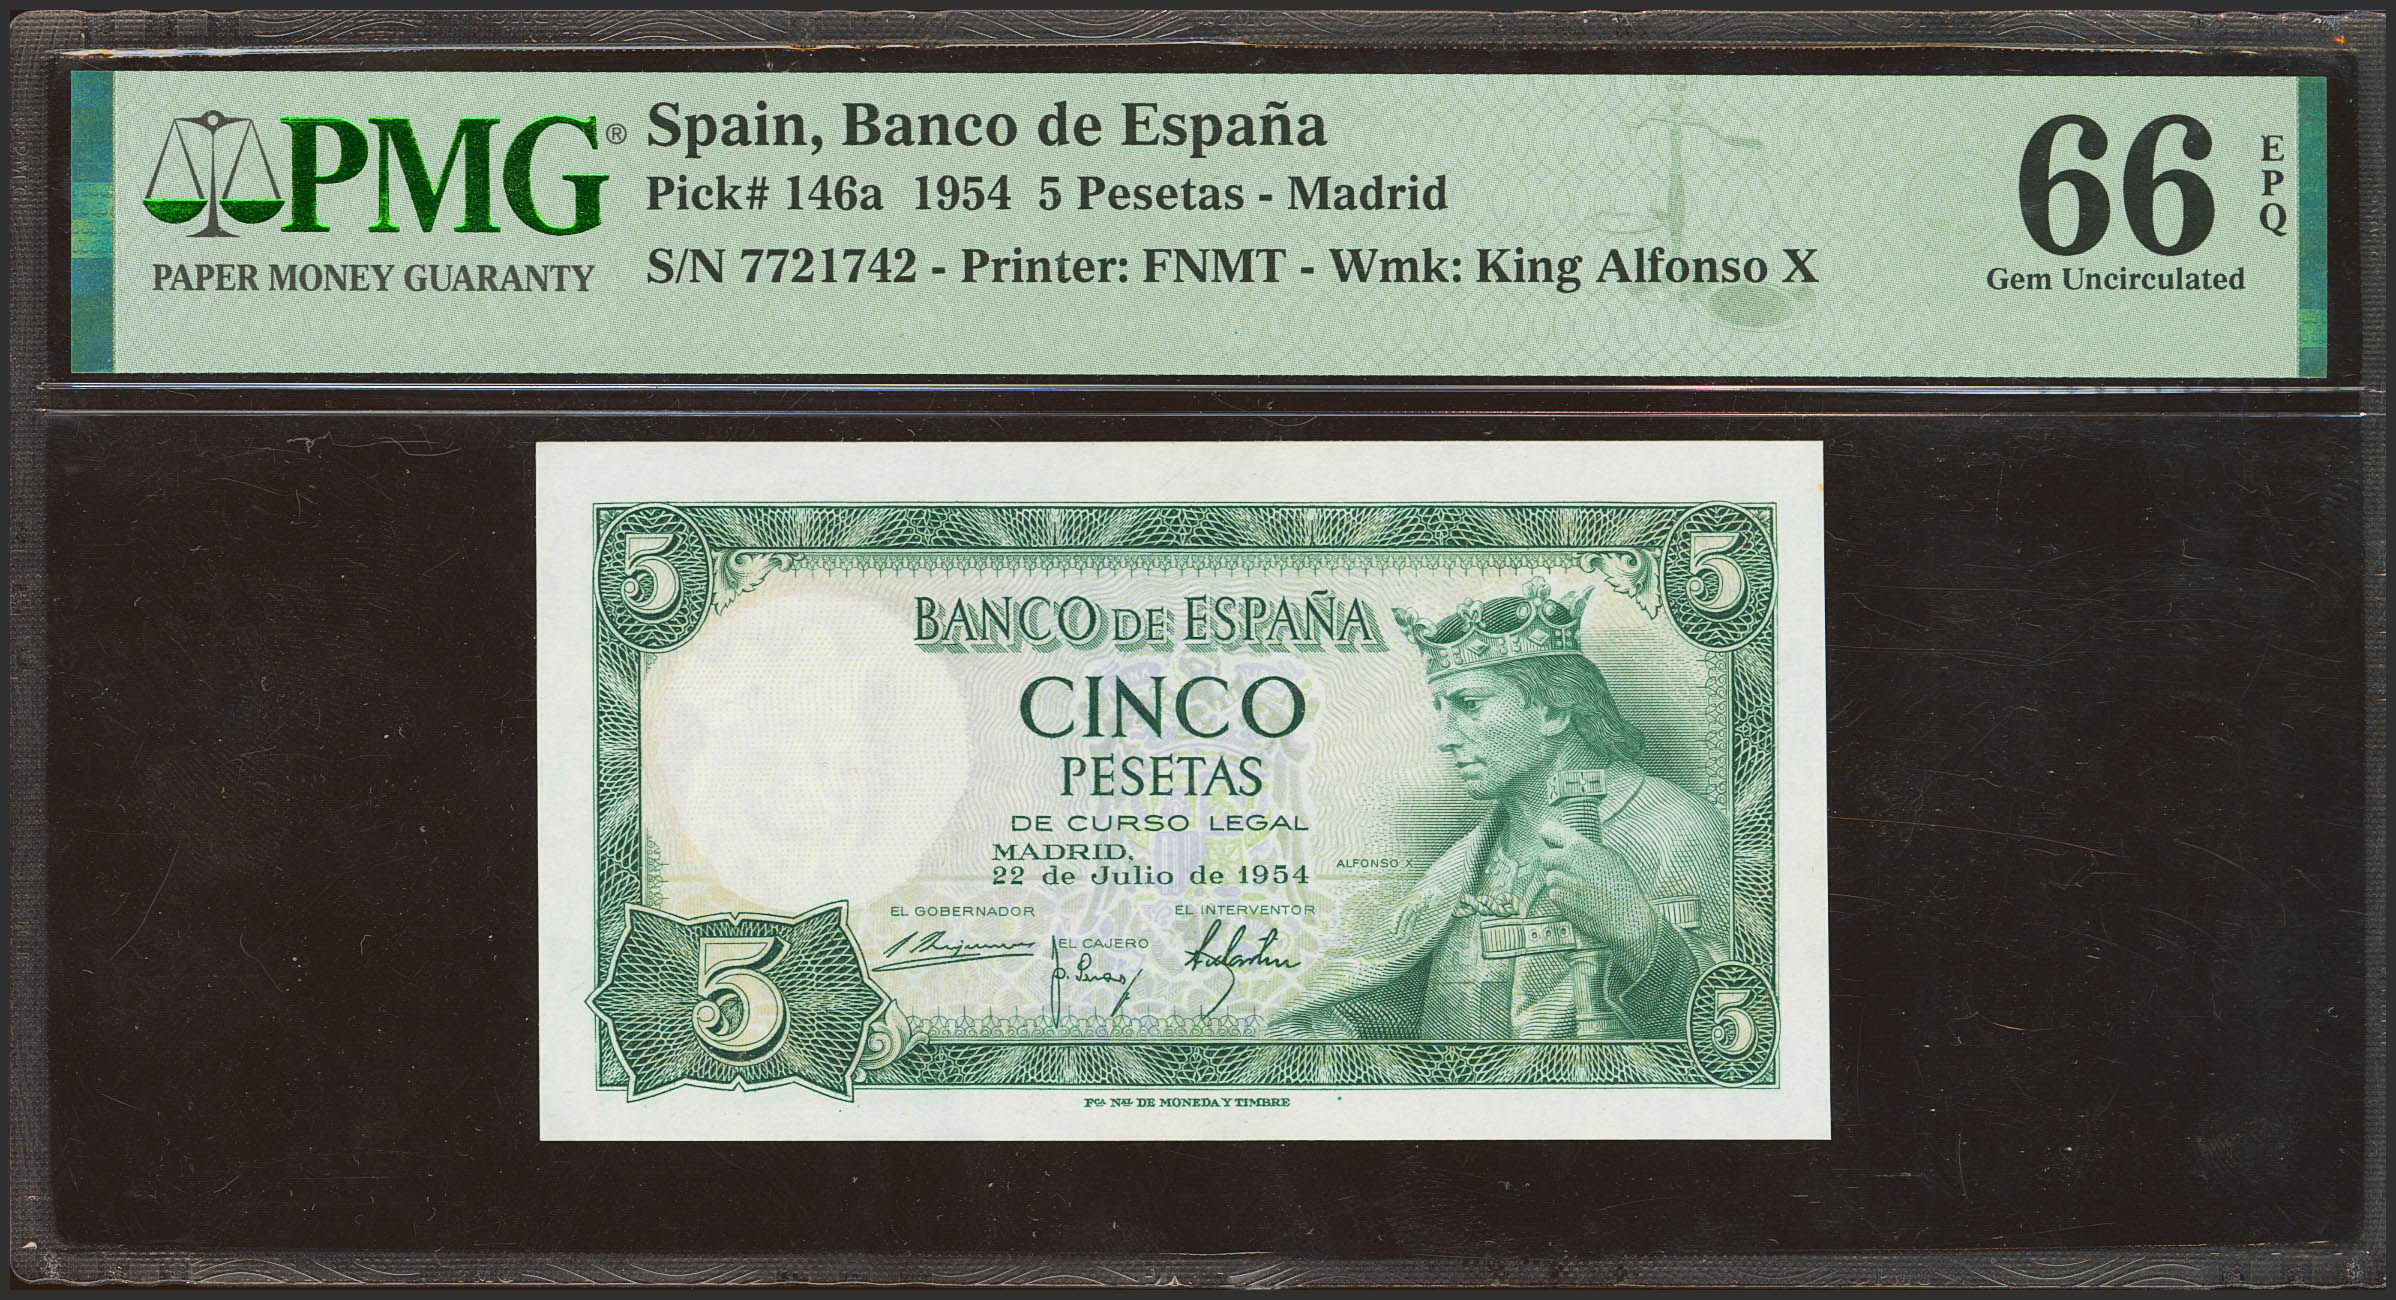 PMG®
PAPER MONEY GUARANTY
Spain, Banco de España
Pick# 146a 1954 5 Pesetas - Madrid
S/N 7721742 - Printer: FNMT - Wmk: King Alfonso X
66
EPQ
Gem Uncirculated
5
5
BANCO DE ESPAÑA
CINCO
PESETAS
DE CURSO LEGAL
MADRID,
22 de Julio de 1954
ALFONSO X
EL GOBERNADOR
EL INTERVENTOR
EL CAJERO
5
5
FCA NAL DE MONEDA Y TIMBRE